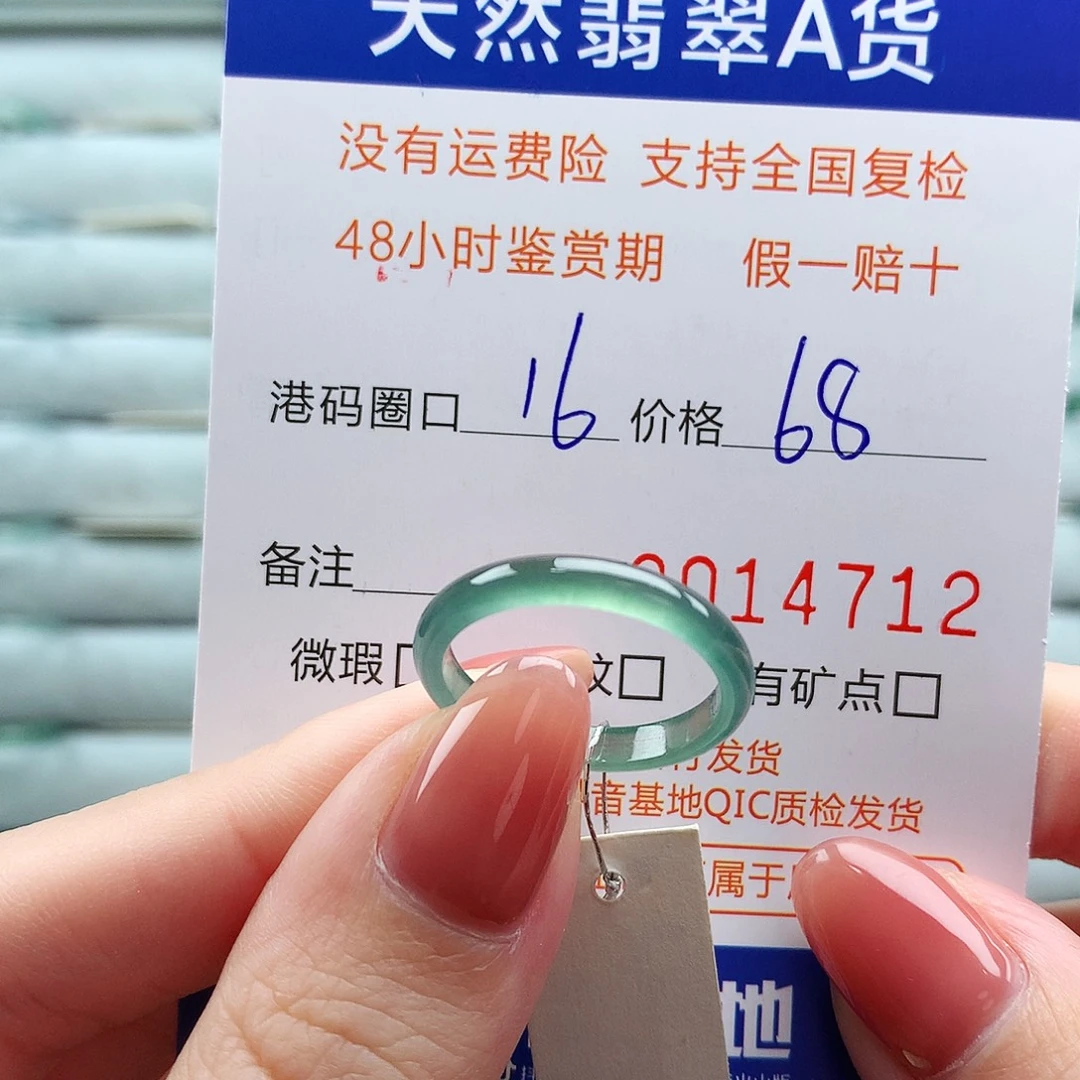 天然翡翠A货
没有运费险 支持全国复检
48小时鉴赏期 假一赔十
港码圈口 16 价格 68
备注 0014712
微瑕□ 纹□ 有矿点□
发货
音基地QIC质检发货
属于
地